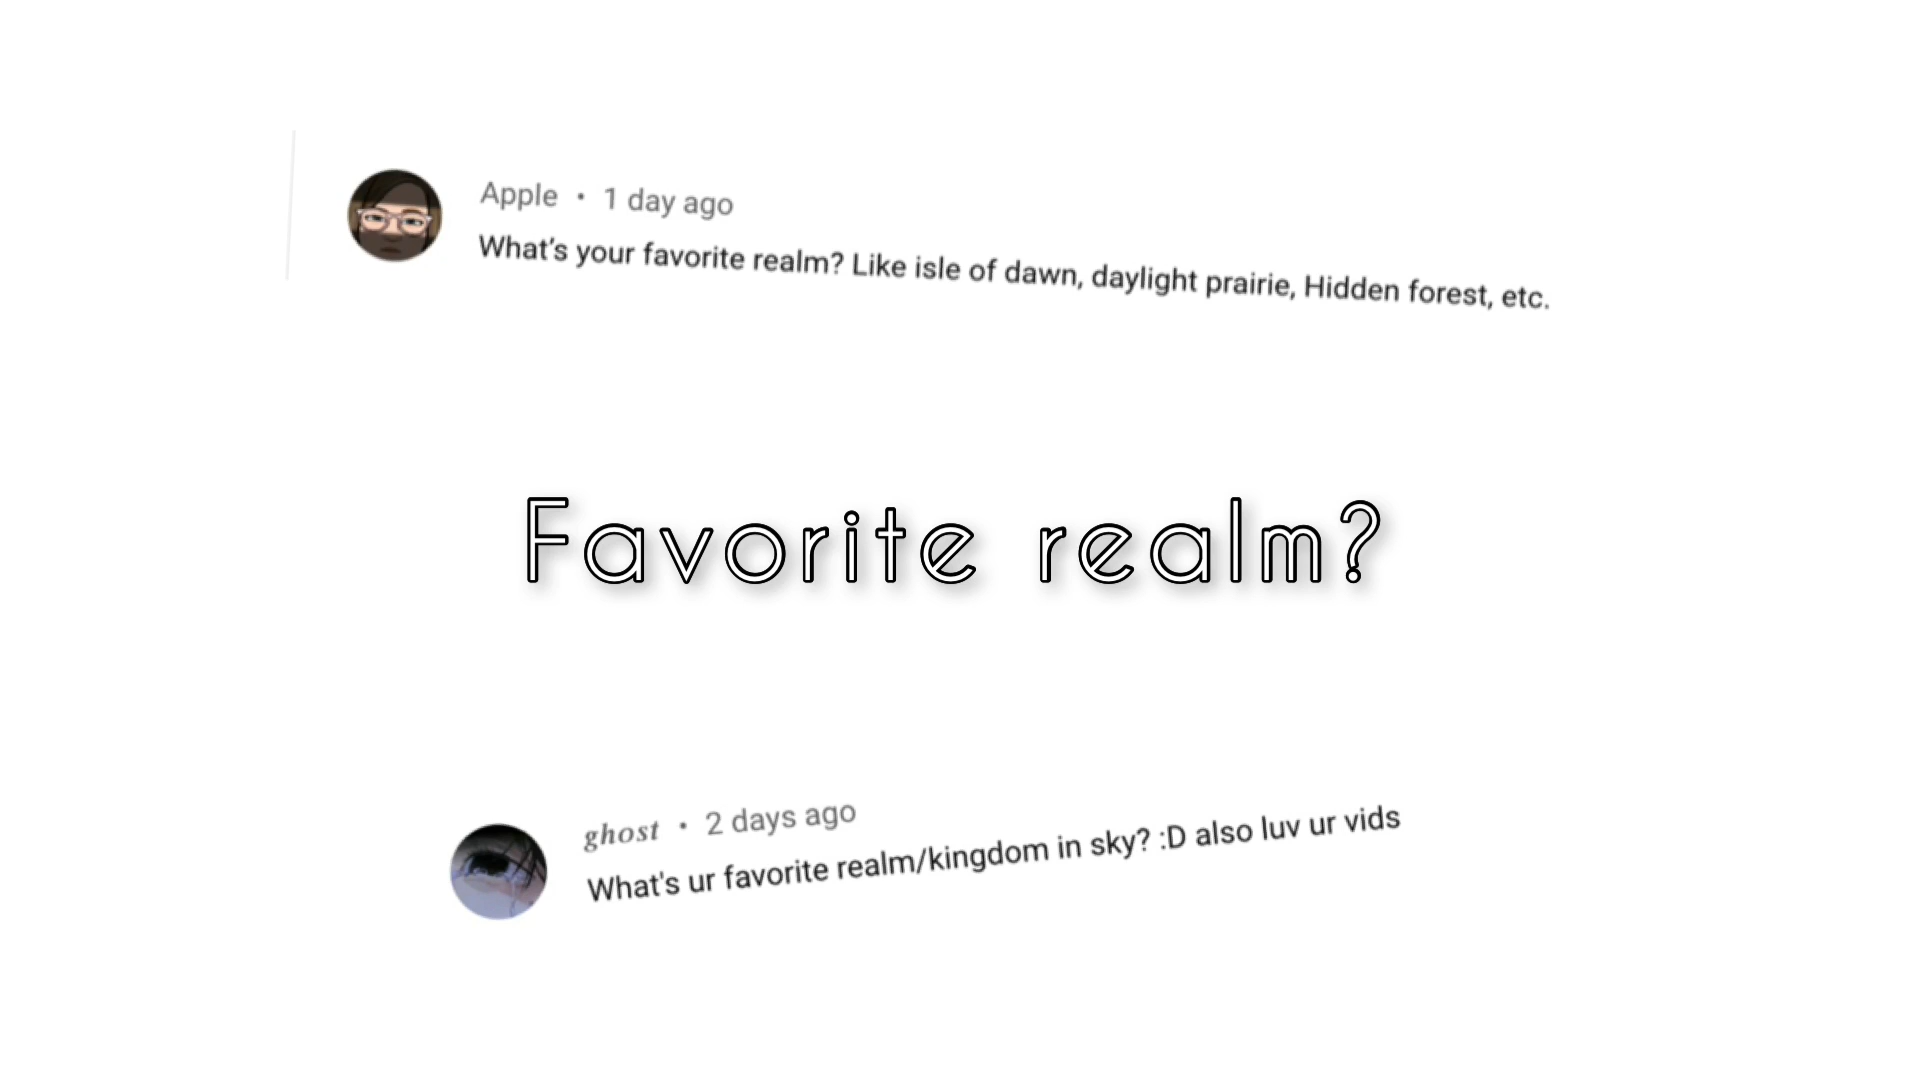 Apple • 1 day ago
What's your favorite realm? Like isle of dawn, daylight prairie, Hidden forest, etc.
Favorite realm?
ghost • 2 days ago
What's ur favorite realm/kingdom in sky? :D also luv ur vids